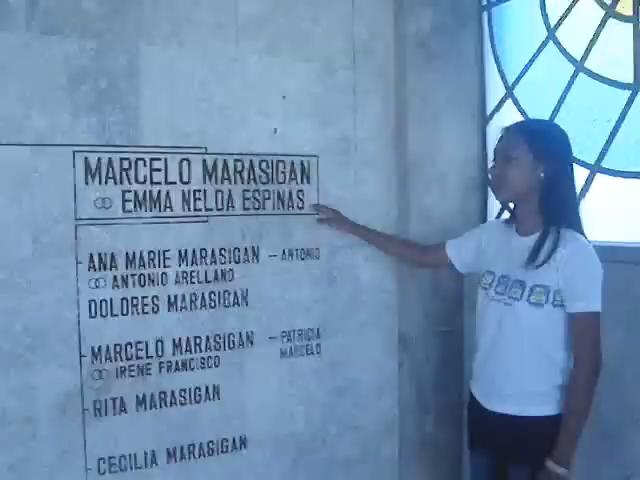 MARCELO MARASIGAN
EMMA NELDA ESPINAS
ANA MARIE MARASIGAN - ANTONIO
ANTONIO ARELLANO
DOLORES MARASIGAN
MARCELO MARASIGAN - PATRICIA
MARCELO
IRENE FRANCISCO
RITA MARASIGAN
CECILIA MARASIGAN